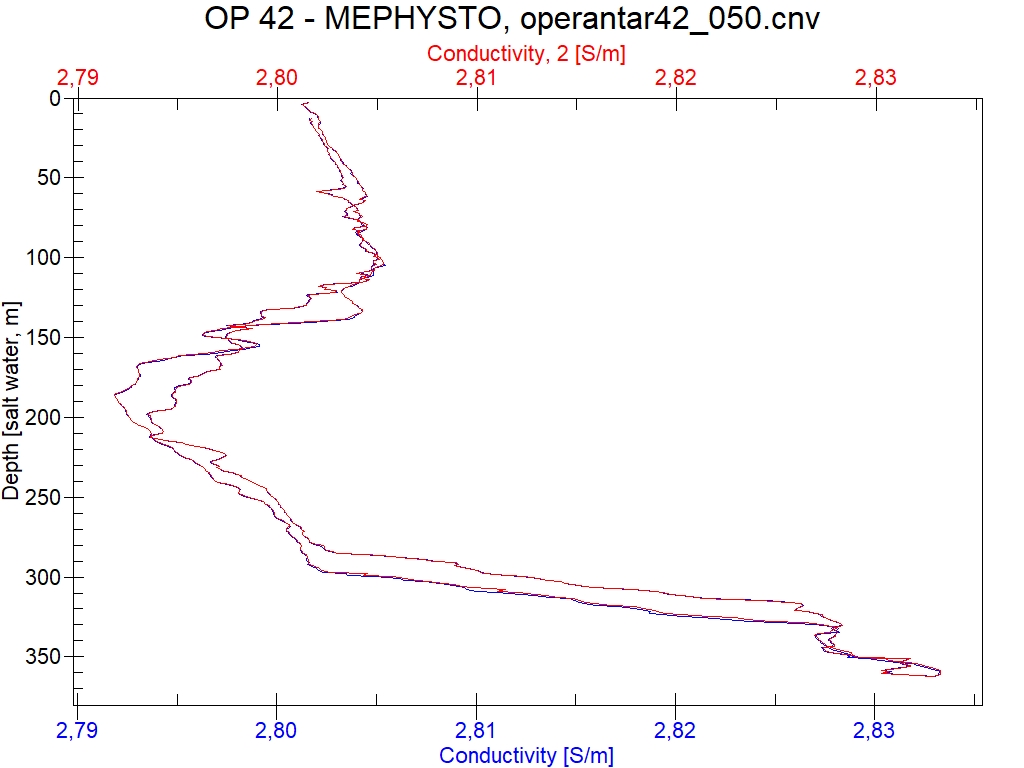 OP 42 - MEPHYSTO, operantar42_050.cnv
Conductivity, 2 [S/m]
2,79 2,80 2,81 2,82 2,83
0
50
100
150
200
250
300
350
Depth [salt water, m]
2,79 2,80 2,81 2,82 2,83
Conductivity [S/m]